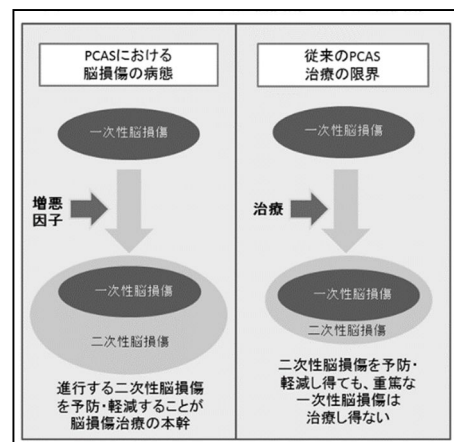 PCASにおける
脳損傷の病態
一次性脳損傷
増悪
因子
一次性脳損傷
二次性脳損傷
進行する二次性脳損傷
を予防・軽減することが
脳損傷治療の本幹
従来のPCAS
治療の限界
一次性脳損傷
治療
一次性脳損傷
二次性脳損傷
二次性脳損傷を予防・
軽減し得ても、重篤な
一次性脳損傷は
治療し得ない